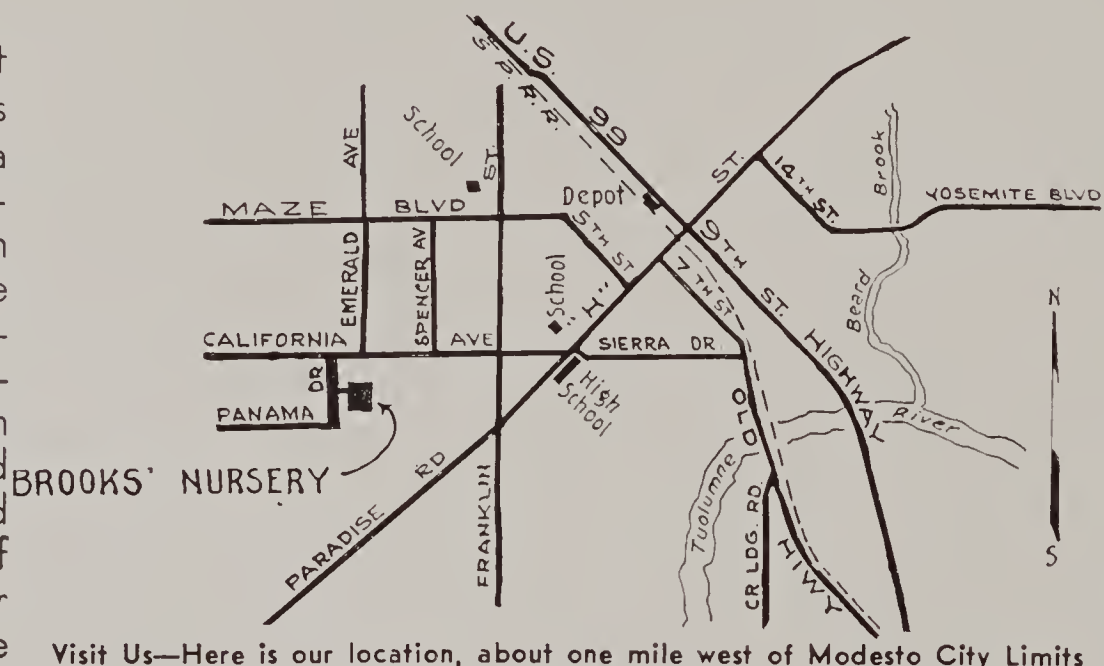 U.S. 99
S. P. R. R.
School
AVE
ST.
Depot
ST.
14TH ST.
Brook
YOSEMITE BLVD
MAZE BLVD
5TH ST
9TH ST. HIGHWAY
7TH ST
EMERALD
SPENCER AV
School
"H"
Beard
N
CALIFORNIA AVE
SIERRA DR.
High School
DR
PANAMA
OLD HIWY
River
Tuolumne
BROOKS' NURSERY
PARADISE RD
FRANKLIN
CR LDG. RD.
S
Visit Us—Here is our location, about one mile west of Modesto City Limits